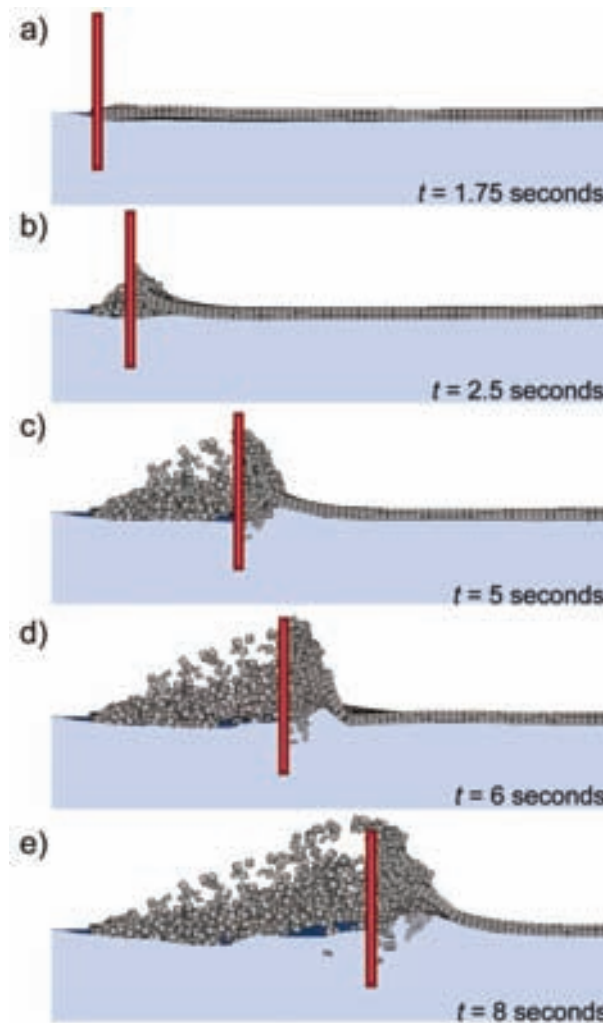 a)
t = 1.75 seconds
b)
t = 2.5 seconds
c)
t = 5 seconds
d)
t = 6 seconds
e)
t = 8 seconds